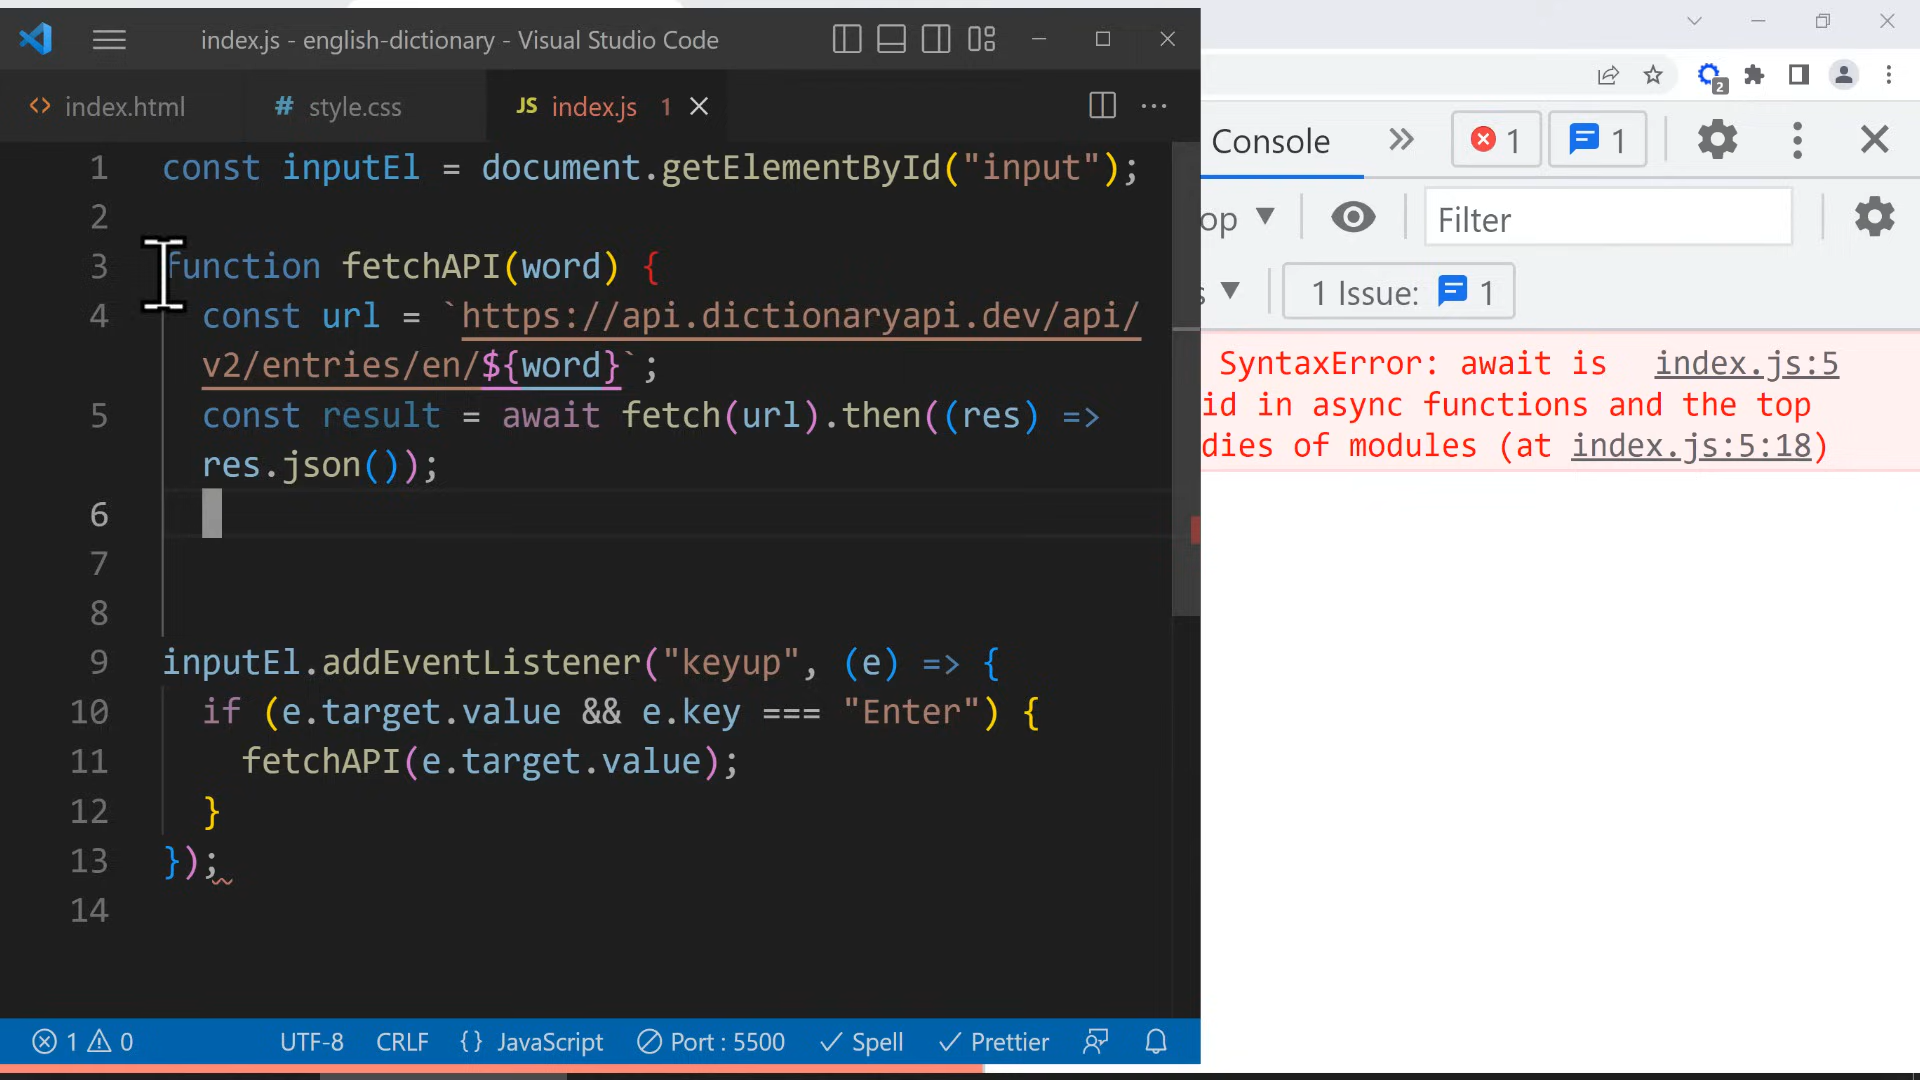 index.js - english-dictionary - Visual Studio Code
index.html
# style.css
JS index.js 1
1 const inputEl = document.getElementById("input");
2
3 function fetchAPI(word) {
4 const url = `https://api.dictionaryapi.dev/api/
v2/entries/en/${word}`;
5 const result = await fetch(url).then((res) =>
res.json());
6
7
8
9 inputEl.addEventListener("keyup", (e) => {
10 if (e.target.value && e.key === "Enter") {
11 fetchAPI(e.target.value);
12 }
13 });
14
1 0 UTF-8 CRLF {} JavaScript Port : 5500 Spell Prettier
2
Console 1 1
op Filter
s 1 Issue: 1
SyntaxError: await is index.js:5
id in async functions and the top
dies of modules (at index.js:5:18)